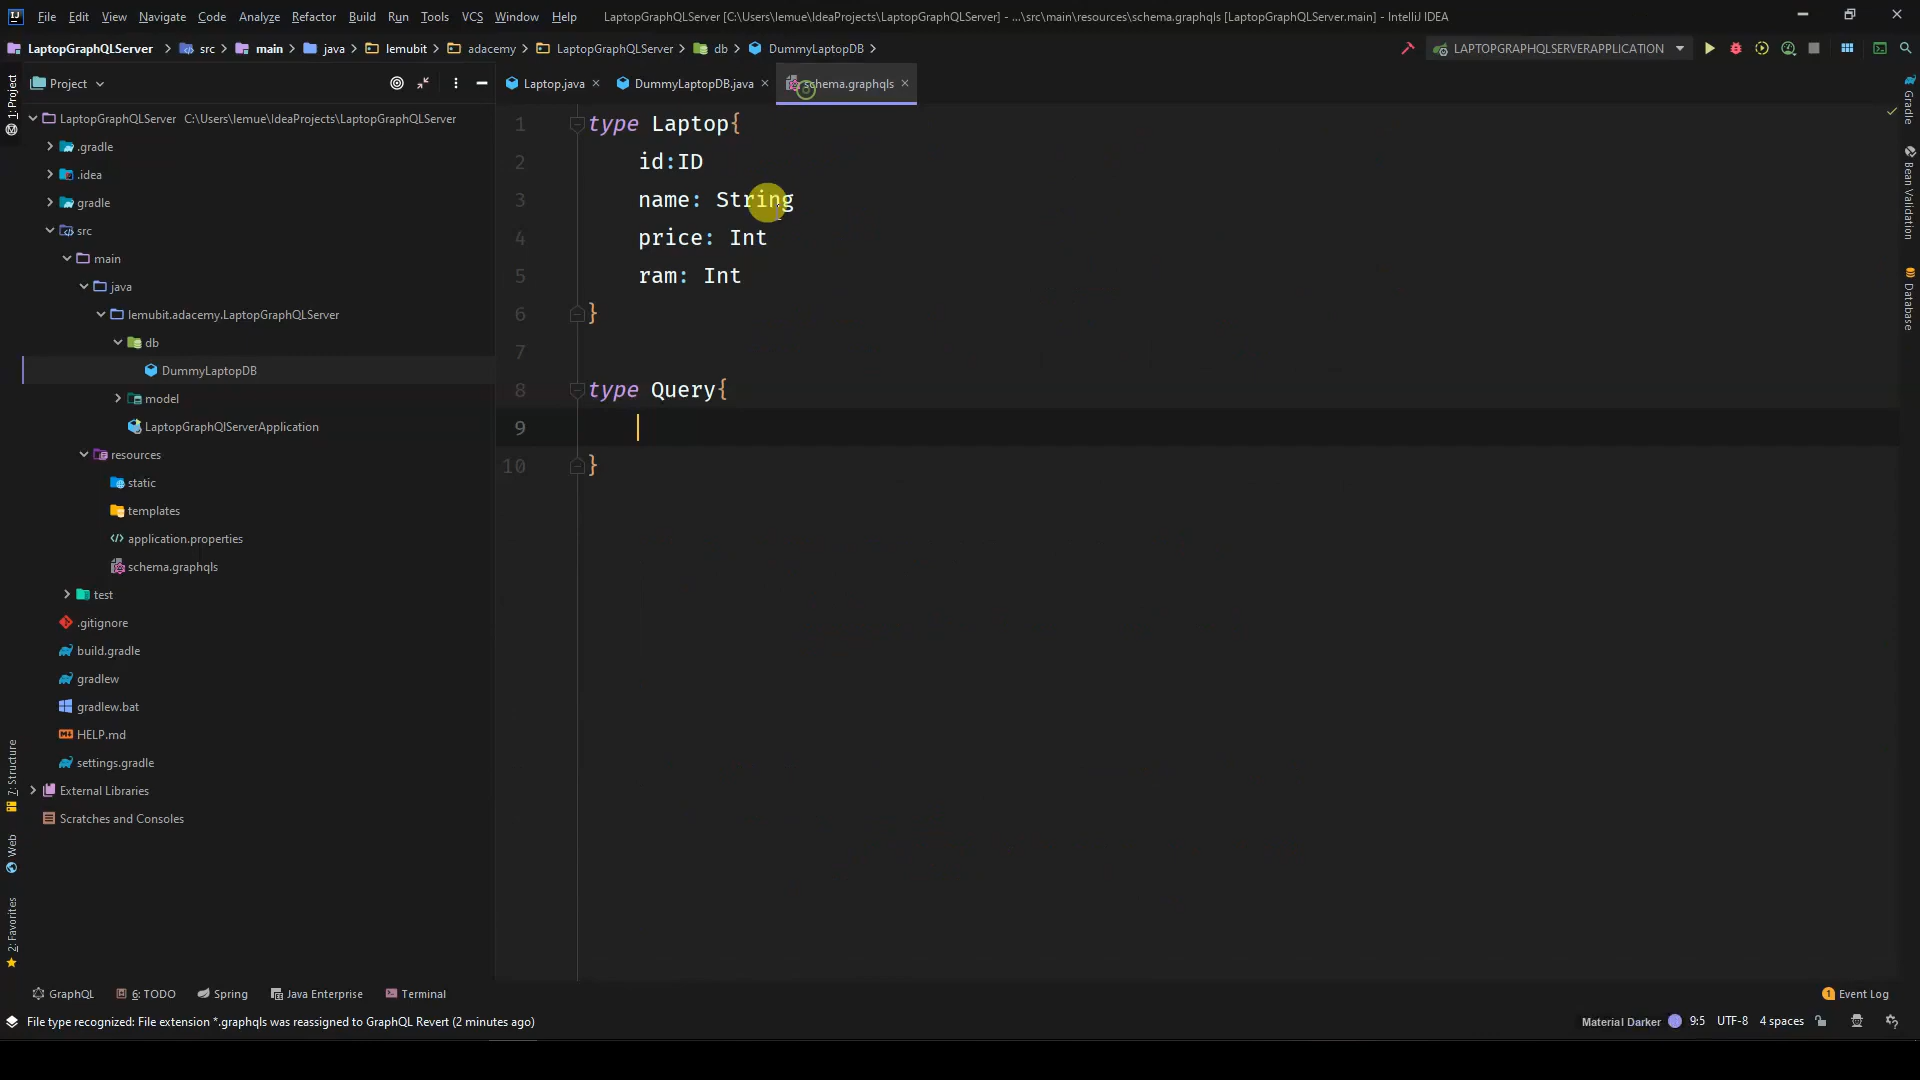 IJ File Edit View Navigate Code Analyze Refactor Build Run Tools VCS Window Help LaptopGraphQLServer [C:\Users\lemue\IdeaProjects\LaptopGraphQLServer] - ...\src\main\resources\schema.graphqls [LaptopGraphQLServer.main] - IntelliJ IDEA
LaptopGraphQLServer src main java lemubit adacemy LaptopGraphQLServer db DummyLaptopDB LAPTOPGRAPHQLSERVERAPPLICATION
Project Laptop.java DummyLaptopDB.java schema.graphqls
LaptopGraphQLServer C:\Users\lemue\IdeaProjects\LaptopGraphQLServer
.gradle
.idea
gradle
src
main
java
lemubit.adacemy.LaptopGraphQLServer
db
DummyLaptopDB
model
LaptopGraphQlServerApplication
resources
static
templates
application.properties
schema.graphqls
test
.gitignore
build.gradle
gradlew
gradlew.bat
HELP.md
settings.gradle
External Libraries
Scratches and Consoles
1 type Laptop{
2 id:ID
3 name: String
4 price: Int
5 ram: Int
6 }
7
8 type Query{
9
10 }
1: Project
7: Structure
Web
2: Favorites
Gradle
Bean Validation
Database
GraphQL 6: TODO Spring Java Enterprise Terminal 1 Event Log
File type recognized: File extension *.graphqls was reassigned to GraphQL Revert (2 minutes ago) Material Darker 9:5 UTF-8 4 spaces